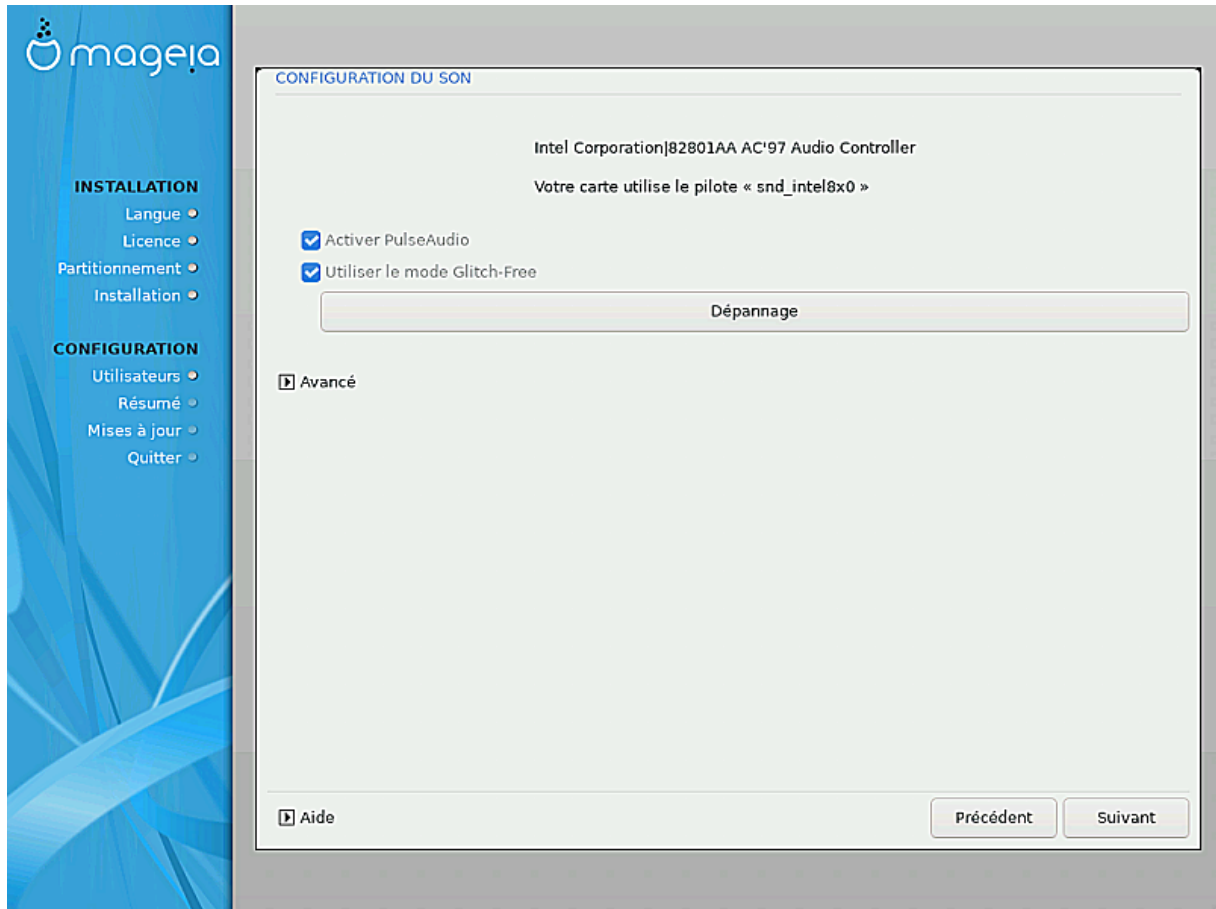 mageia
INSTALLATION
Langue
Licence
Partitionnement
Installation
CONFIGURATION
Utilisateurs
Résumé
Mises à jour
Quitter
CONFIGURATION DU SON
Intel Corporation|82801AA AC'97 Audio Controller
Votre carte utilise le pilote « snd_intel8x0 »
Activer PulseAudio
Utiliser le mode Glitch-Free
Dépannage
Avancé
Aide
Précédent
Suivant